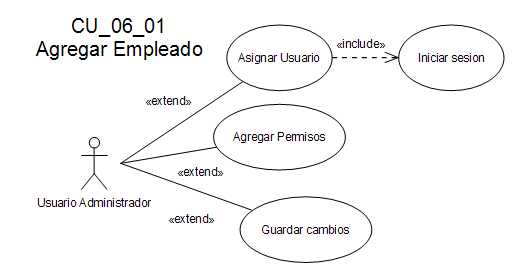 CU_06_01
Agregar Empleado
Asignar Usuario
«include»
Iniciar sesion
«extend»
Agregar Permisos
«extend»
Usuario Administrador
«extend»
Guardar cambios